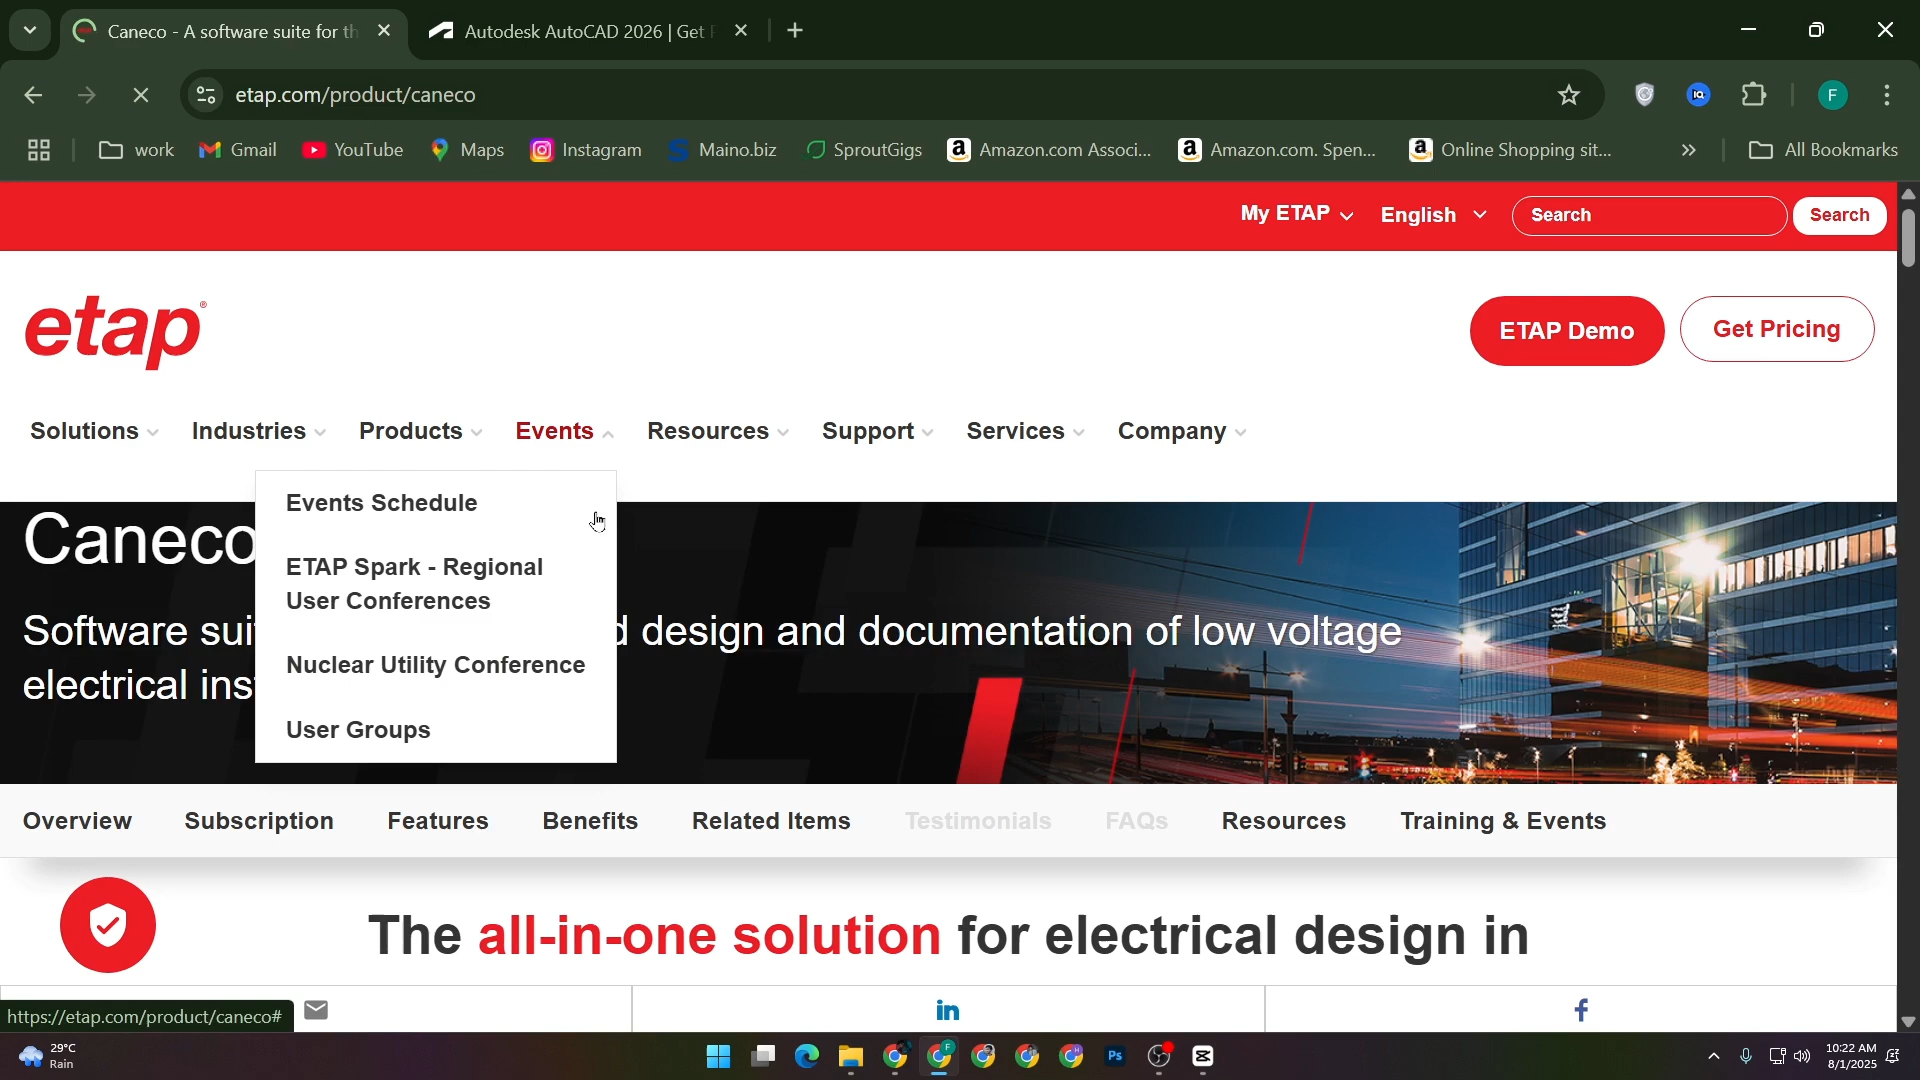 Caneco - A software suite for th
Autodesk AutoCAD 2026 | Get F
etap.com/product/caneco
F
work
Gmail
YouTube
Maps
Instagram
Maino.biz
SproutGigs
Amazon.com Associ...
Amazon.com. Spen...
Online Shopping sit...
»
All Bookmarks
My ETAP
English
Search
Search
etap®
ETAP Demo
Get Pricing
Solutions
Industries
Products
Events
Resources
Support
Services
Company
Events Schedule
ETAP Spark - Regional
User Conferences
Nuclear Utility Conference
User Groups
Caneco
Software sui
d design and documentation of low voltage
electrical ins
Overview
Subscription
Features
Benefits
Related Items
Testimonials
FAQs
Resources
Training & Events
The all-in-one solution for electrical design in
https://etap.com/product/caneco#
in
f
29°C
Rain
Ps
10:22 AM
8/1/2025